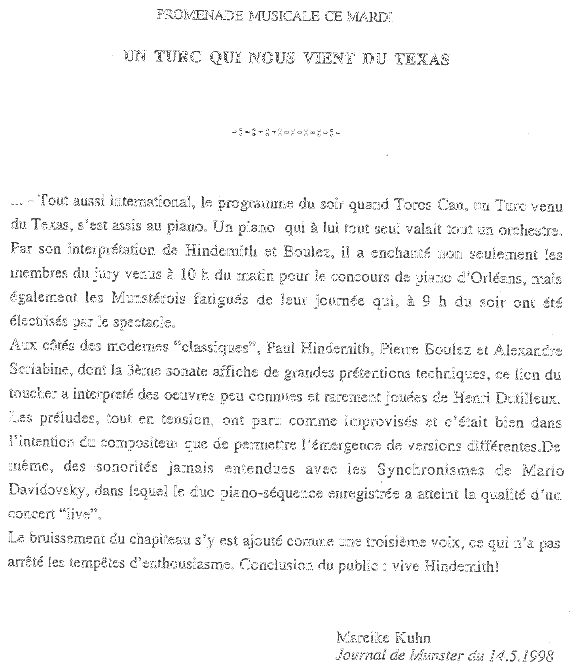 PROMENADE MUSICALE CE MARDI
UN TURC QUI NOUS VIENT DU TEXAS
... - Tout aussi international, le programme du soir quand Toros Can, un Turc venu
du Texas, s'est assis au piano. Un piano qui à lui tout seul valait tout un orchestre.
Par son interprétation de Hindemith et Boulez, il a enchanté non seulement les
membres du jury venus à 10 h du matin pour le concours de piano d'Orléans, mais
également les Munstérois fatigués de leur journée qui, à 9 h du soir ont été
électrisés par le spectacle.
Aux côtés des modernes "classiques", Paul Hindemith, Pierre Boulez et Alexandre
Scriabine, dont la 3ème sonate affiche de grandes prétentions techniques, ce lion du
toucher a interpreté des oeuvres peu connues et rarement jouées de Henri Dutilleux.
Les préludes, tout en tension, ont paru comme improvisés et c'était bien dans
l'intention du compositeur que de permettre l'émergence de versions différentes.De
même, des sonorités jamais entendues avec les Synchronismes de Mario
Davidovsky, dans lequel le duc piano-séquence enregistrée a atteint la qualité d'un
concert "live".
Le bruissement du chapiteau s'y est ajouté comme une troisième voix, ce qui n'a pas
arrêté les tempêtes d'enthousiasme. Conclusion du public : vive Hindemith!
Mareike Kuhn
Journal de Munster du 14.5.1998